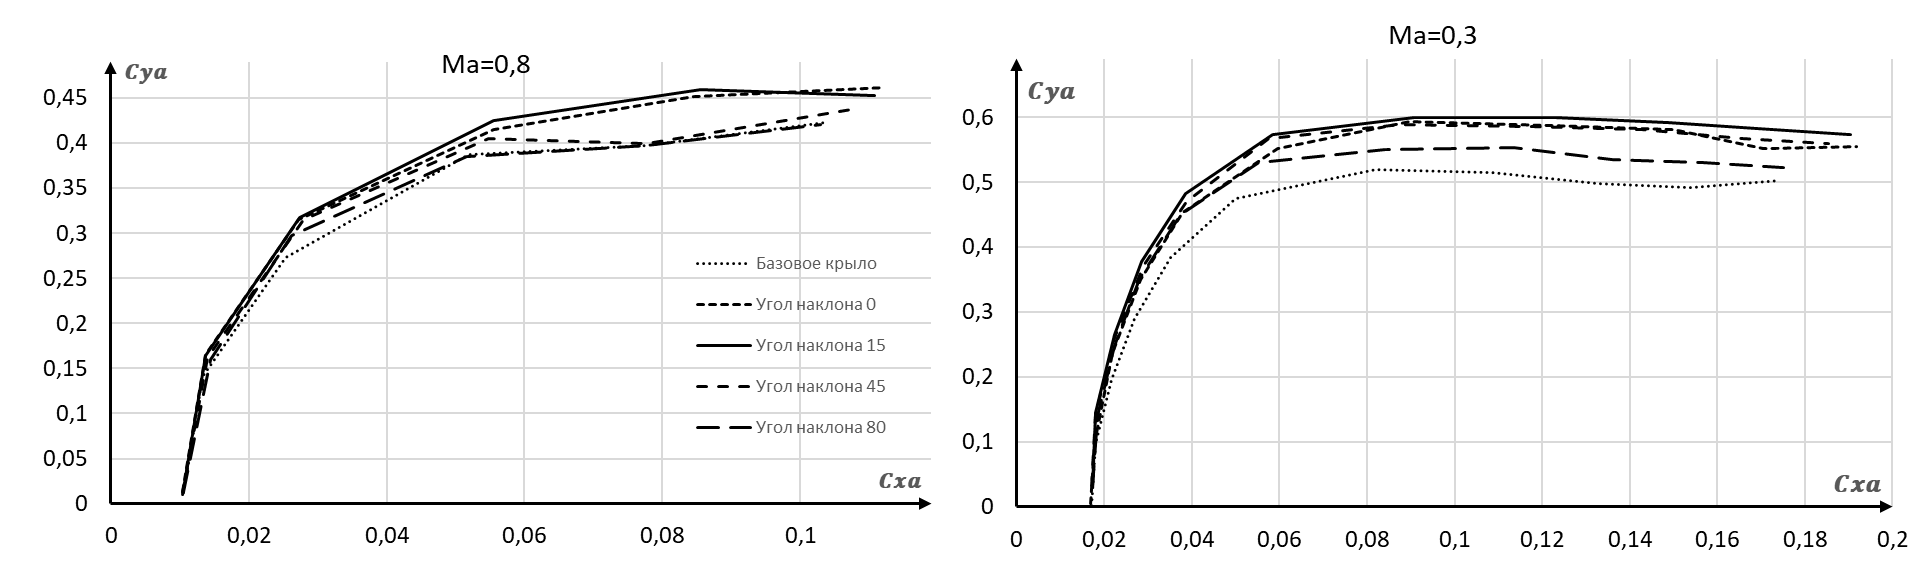 Ma=0,8
Cya
0,45
0,4
0,35
0,3
0,25
0,2
0,15
0,1
0,05
0
Базовое крыло
Угол наклона 0
Угол наклона 15
Угол наклона 45
Угол наклона 80
Cxa
0 0,02 0,04 0,06 0,08 0,1
Ma=0,3
Cya
0,6
0,5
0,4
0,3
0,2
0,1
0
Cxa
0 0,02 0,04 0,06 0,08 0,1 0,12 0,14 0,16 0,18 0,2